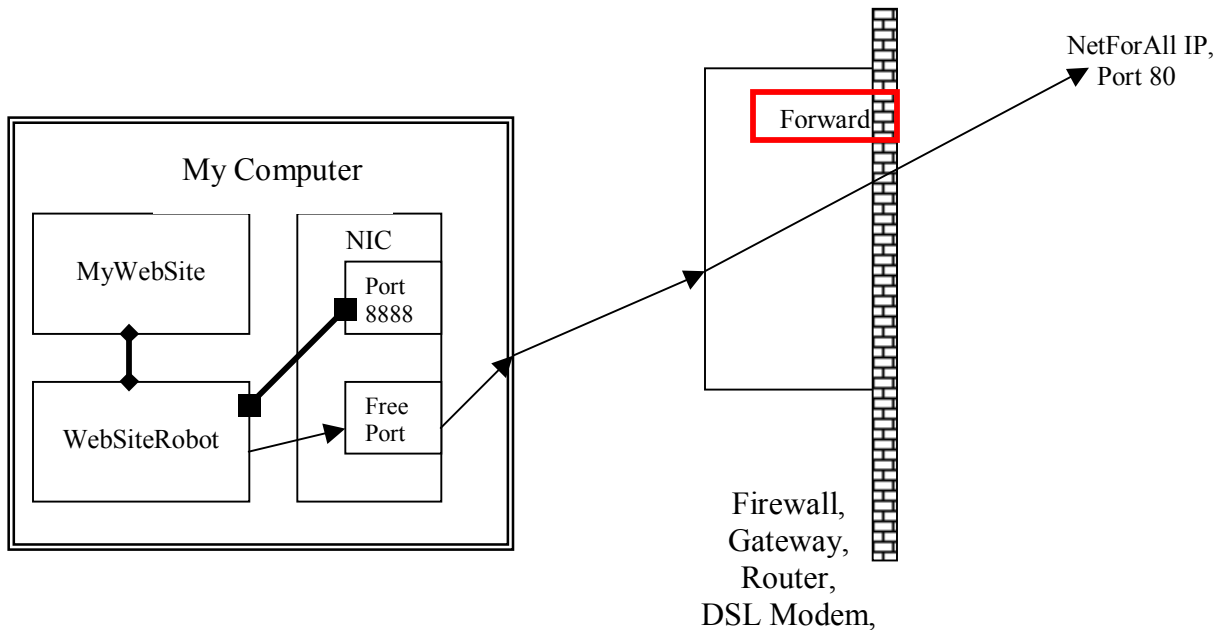 NetForAll IP,
Port 80
Forward
My Computer
NIC
MyWebSite
Port
8888
Free
Port
WebSiteRobot
Firewall,
Gateway,
Router,
DSL Modem,